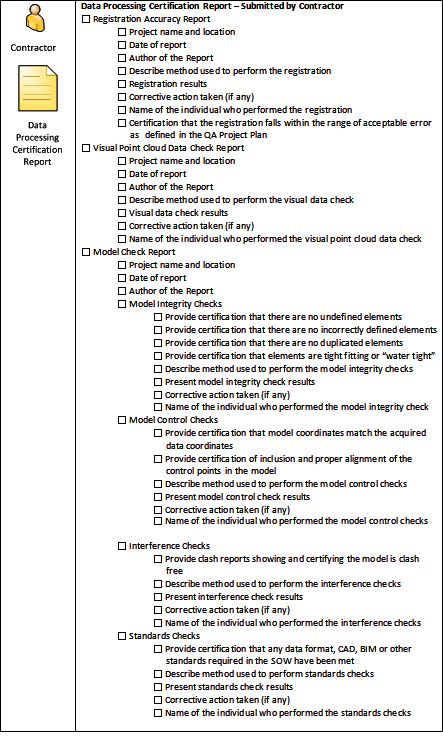 Contractor
Data
Processing
Certification
Report
Data Processing Certification Report – Submitted by Contractor
☐ Registration Accuracy Report
☐ Project name and location
☐ Date of report
☐ Author of the Report
☐ Describe method used to perform the registration
☐ Registration results
☐ Corrective action taken (if any)
☐ Name of the individual who performed the registration
☐ Certification that the registration falls within the range of acceptable error
as defined in the QA Project Plan
☐ Visual Point Cloud Data Check Report
☐ Project name and location
☐ Date of report
☐ Author of the Report
☐ Describe method used to perform the visual data check
☐ Visual data check results
☐ Corrective action taken (if any)
☐ Name of the individual who performed the visual point cloud data check
☐ Model Check Report
☐ Project name and location
☐ Date of report
☐ Author of the Report
☐ Model Integrity Checks
☐ Provide certification that there are no undefined elements
☐ Provide certification that there are no incorrectly defined elements
☐ Provide certification that there are no duplicated elements
☐ Provide certification that elements are tight fitting or “water tight”
☐ Describe method used to perform the model integrity checks
☐ Present model integrity check results
☐ Corrective action taken (if any)
☐ Name of the individual who performed the model integrity check
☐ Model Control Checks
☐ Provide certification that model coordinates match the acquired
data coordinates
☐ Provide certification of inclusion and proper alignment of the
control points in the model
☐ Describe method used to perform the model control checks
☐ Present model control check results
☐ Corrective action taken (if any)
☐ Name of the individual who performed the model control checks
☐ Interference Checks
☐ Provide clash reports showing and certifying the model is clash
free
☐ Describe method used to perform the interference checks
☐ Present interference check results
☐ Corrective action taken (if any)
☐ Name of the individual who performed the interference checks
☐ Standards Checks
☐ Provide certification that any data format, CAD, BIM or other
standards required in the SOW have been met
☐ Describe method used to perform standards checks
☐ Present standards check results
☐ Corrective action taken (if any)
☐ Name of the individual who performed the standards checks